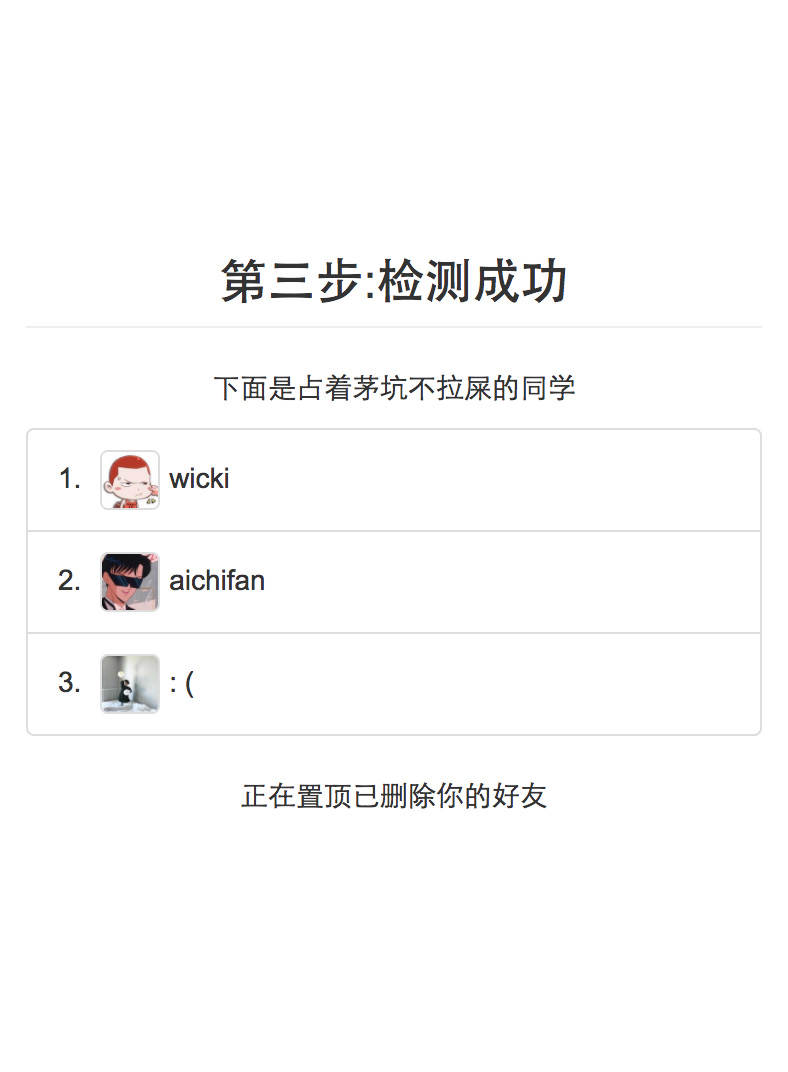 第三步:检测成功
下面是占着茅坑不拉屎的同学
1. wicki
2. aichifan
3. : (
正在置顶已删除你的好友